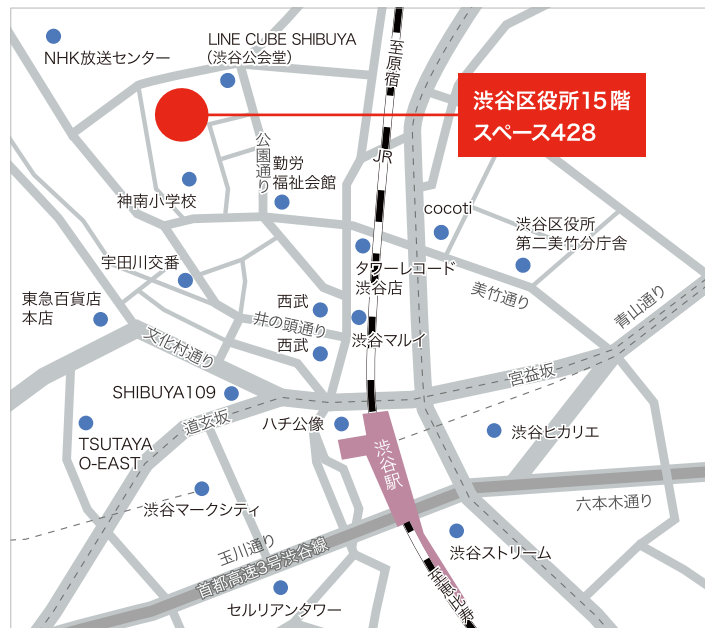 NHK放送センター
LINE CUBE SHIBUYA
（渋谷公会堂）
至原宿
渋谷区役所15階
スペース428
JR
公園通り
勤労
福祉会館
神南小学校
cocoti
渋谷区役所
第二美竹分庁舎
宇田川交番
タワーレコード
渋谷店
美竹通り
青山通り
東急百貨店
本店
西武
井の頭通り
西武
渋谷マルイ
文化村通り
宮益坂
SHIBUYA109
道玄坂
ハチ公像
渋谷ヒカリエ
TSUTAYA
O-EAST
渋谷駅
渋谷マークシティ
六本木通り
玉川通り
首都高速3号渋谷線
渋谷ストリーム
至恵比寿
セルリアンタワー